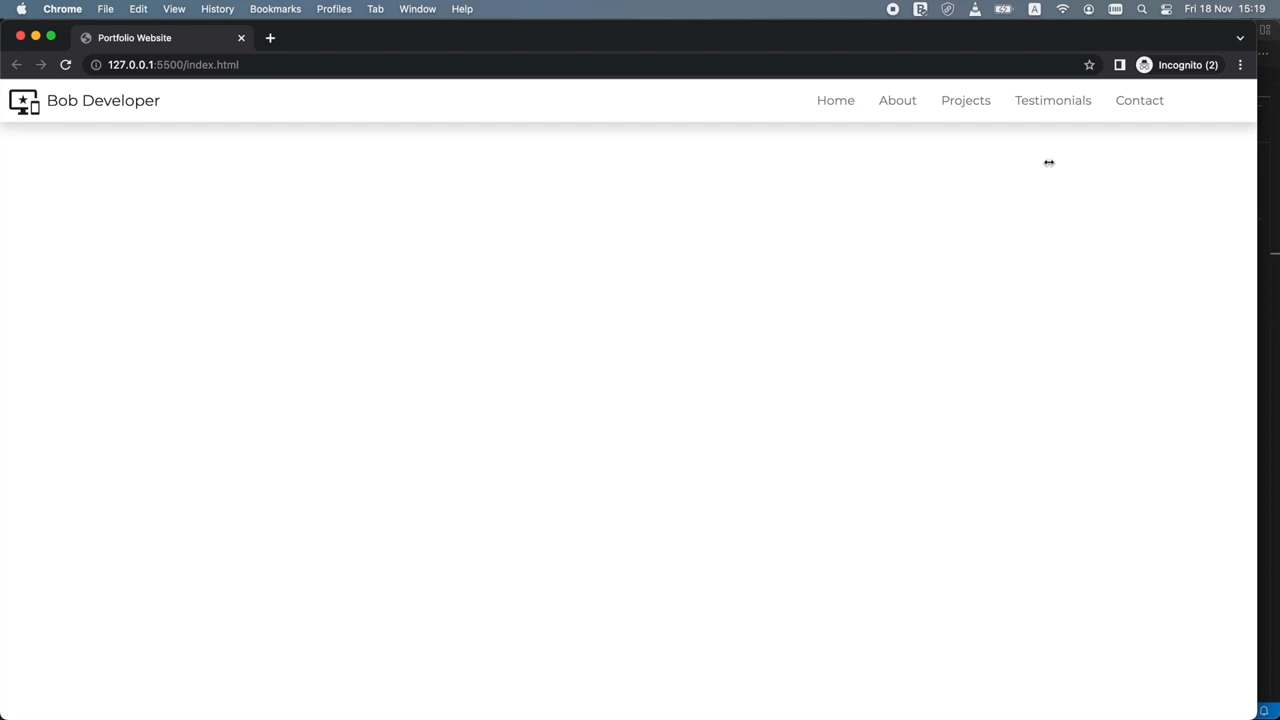 Chrome File Edit View History Bookmarks Profiles Tab Window Help A Fri 18 Nov 15:19
Portfolio Website
127.0.0.1:5500/index.html Incognito (2)
Bob Developer Home About Projects Testimonials Contact